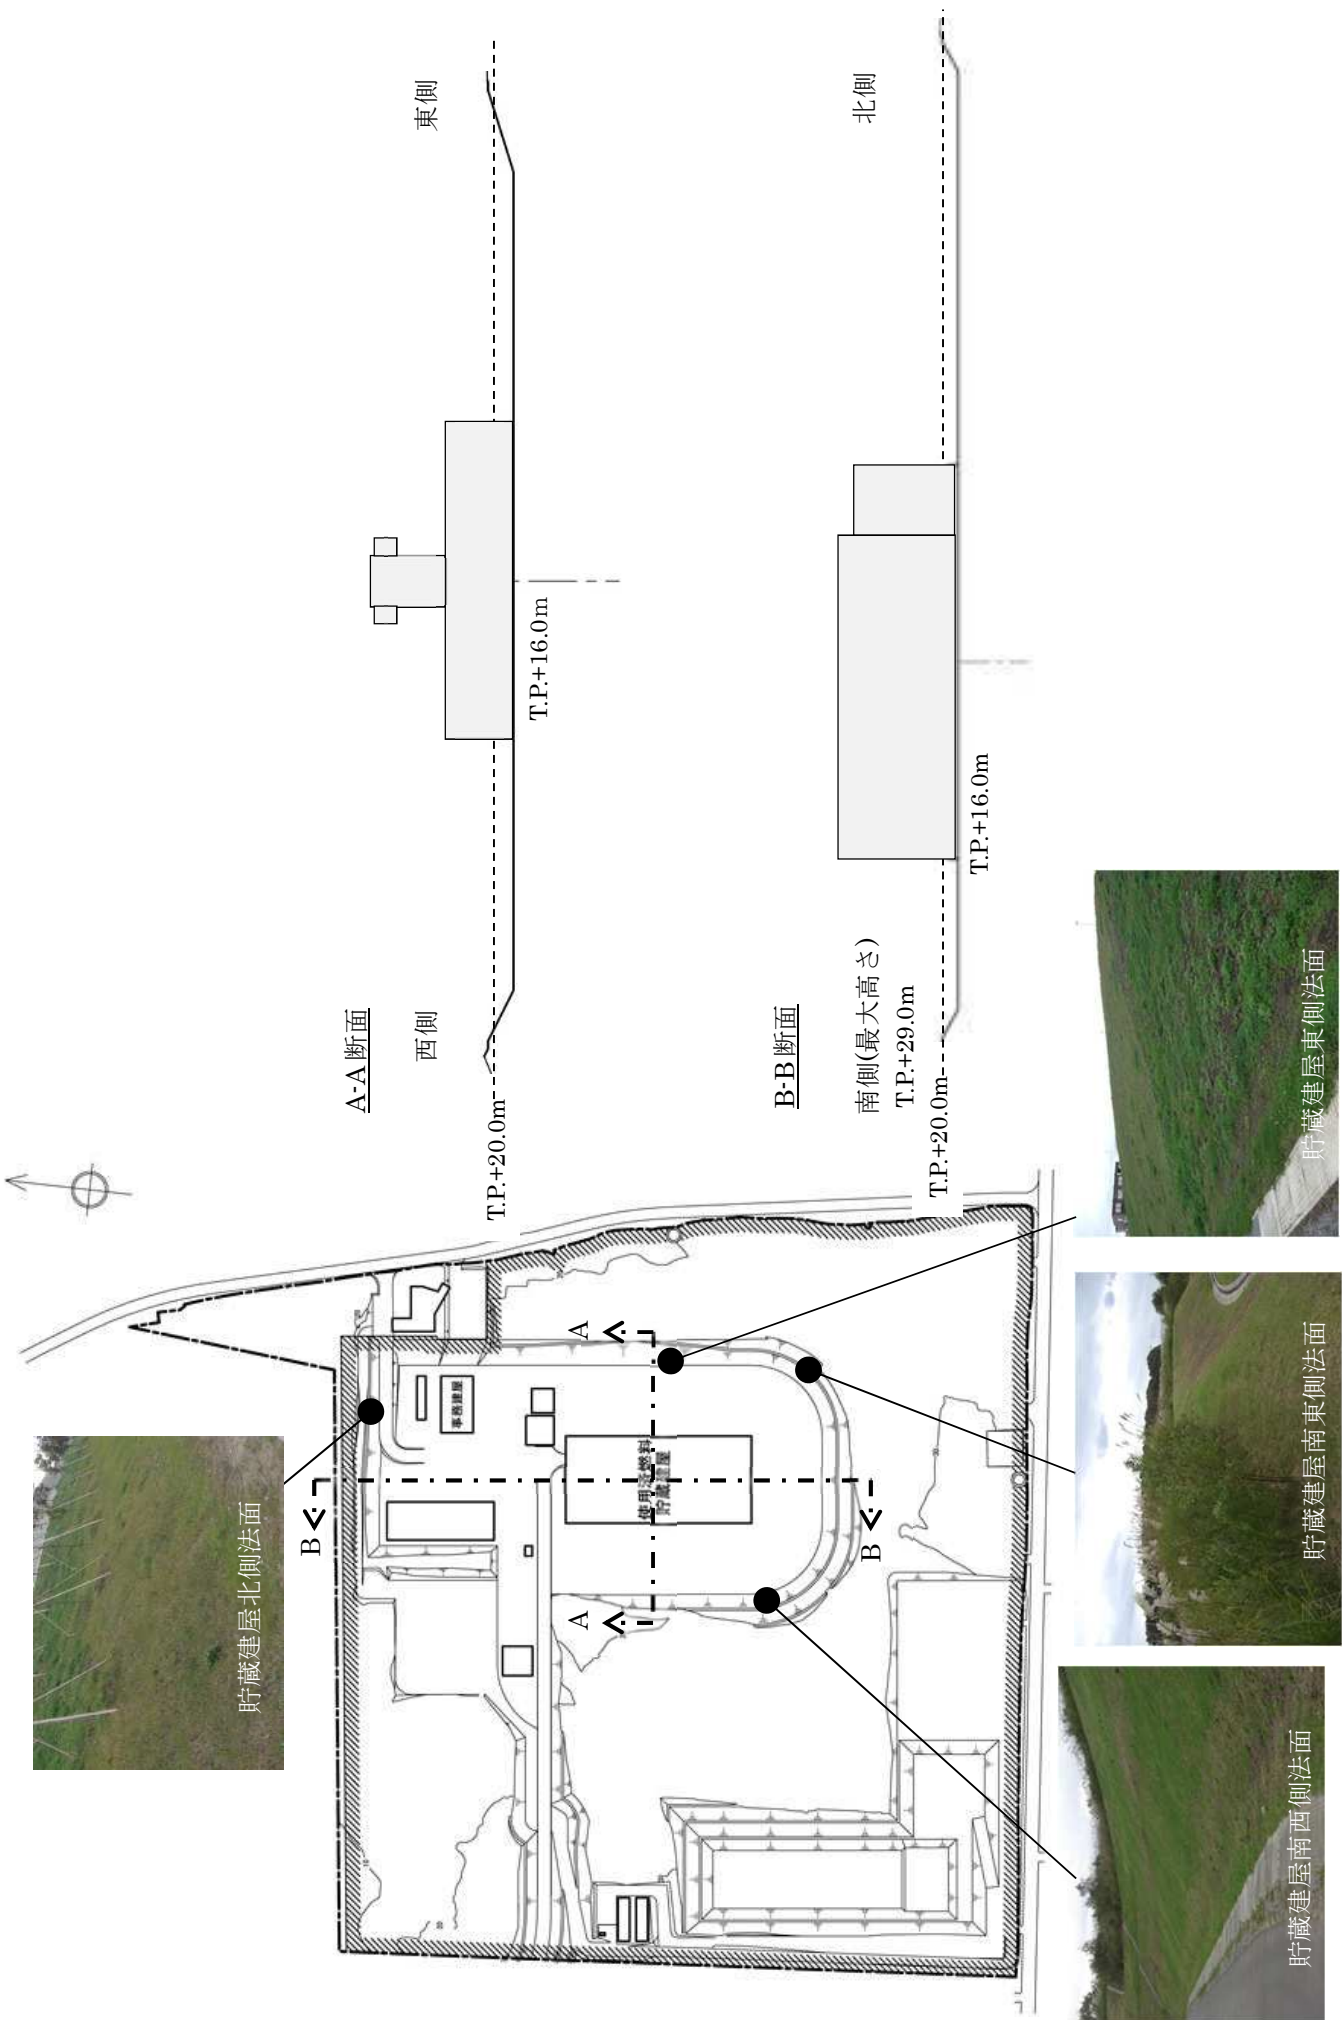 貯蔵建屋北側法面
事務建屋
使用済燃料
貯蔵建屋
A
A
B
B
貯蔵建屋南西側法面
貯蔵建屋南東側法面
貯蔵建屋東側法面
A-A断面
西側
東側
T.P.+20.0m
T.P.+16.0m
B-B断面
南側(最大高さ)
T.P.+29.0m
北側
T.P.+20.0m
T.P.+16.0m